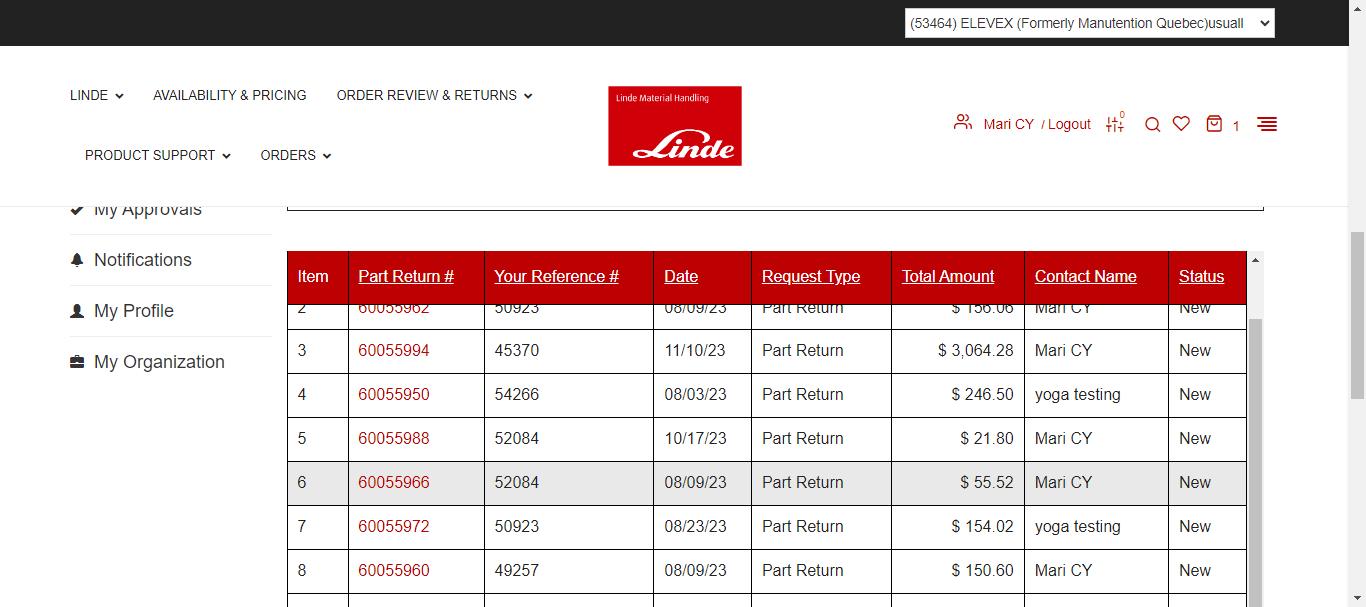 (53464) ELEVEX (Formerly Manutention Quebec)usuall
LINDE AVAILABILITY & PRICING ORDER REVIEW & RETURNS
PRODUCT SUPPORT ORDERS
Linde Material Handling
Linde
Mari CY / Logout 0 1
My Approvals
Notifications
My Profile
My Organization
Item Part Return # Your Reference # Date Request Type Total Amount Contact Name Status
2 60055962 50923 08/09/23 Part Return $ 156.06 Mari CY New
3 60055994 45370 11/10/23 Part Return $ 3,064.28 Mari CY New
4 60055950 54266 08/03/23 Part Return $ 246.50 yoga testing New
5 60055988 52084 10/17/23 Part Return $ 21.80 Mari CY New
6 60055966 52084 08/09/23 Part Return $ 55.52 Mari CY New
7 60055972 50923 08/23/23 Part Return $ 154.02 yoga testing New
8 60055960 49257 08/09/23 Part Return $ 150.60 Mari CY New